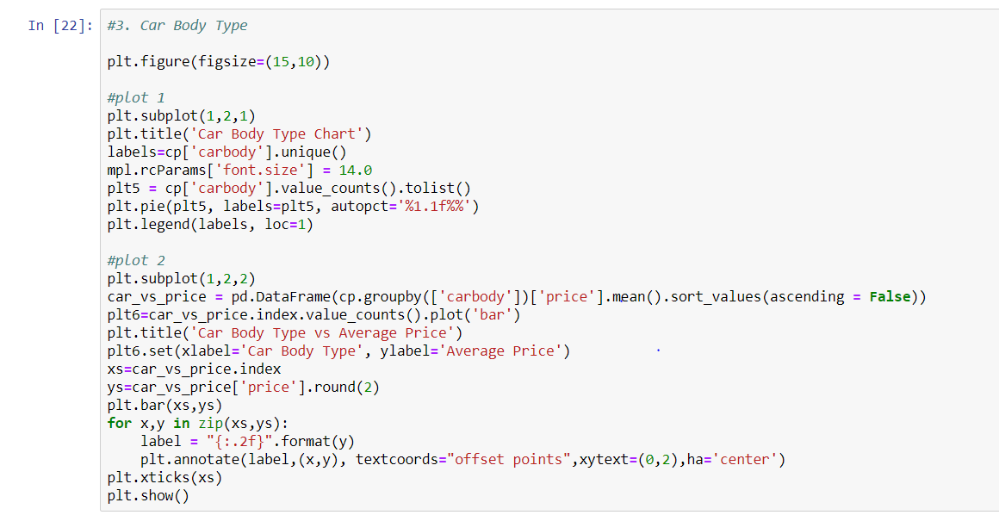 In [22]: #3. Car Body Type
plt.figure(figsize=(15,10))
#plot 1
plt.subplot(1,2,1)
plt.title('Car Body Type Chart')
labels=cp['carbody'].unique()
mpl.rcParams['font.size'] = 14.0
plt5 = cp['carbody'].value_counts().tolist()
plt.pie(plt5, labels=plt5, autopct='%1.1f%%')
plt.legend(labels, loc=1)
#plot 2
plt.subplot(1,2,2)
car_vs_price = pd.DataFrame(cp.groupby(['carbody'])['price'].mean().sort_values(ascending = False))
plt6=car_vs_price.index.value_counts().plot('bar')
plt.title('Car Body Type vs Average Price')
plt6.set(xlabel='Car Body Type', ylabel='Average Price')
xs=car_vs_price.index
ys=car_vs_price['price'].round(2)
plt.bar(xs,ys)
for x,y in zip(xs,ys):
    label = "{:.2f}".format(y)
    plt.annotate(label,(x,y), textcoords="offset points",xytext=(0,2),ha='center')
plt.xticks(xs)
plt.show()